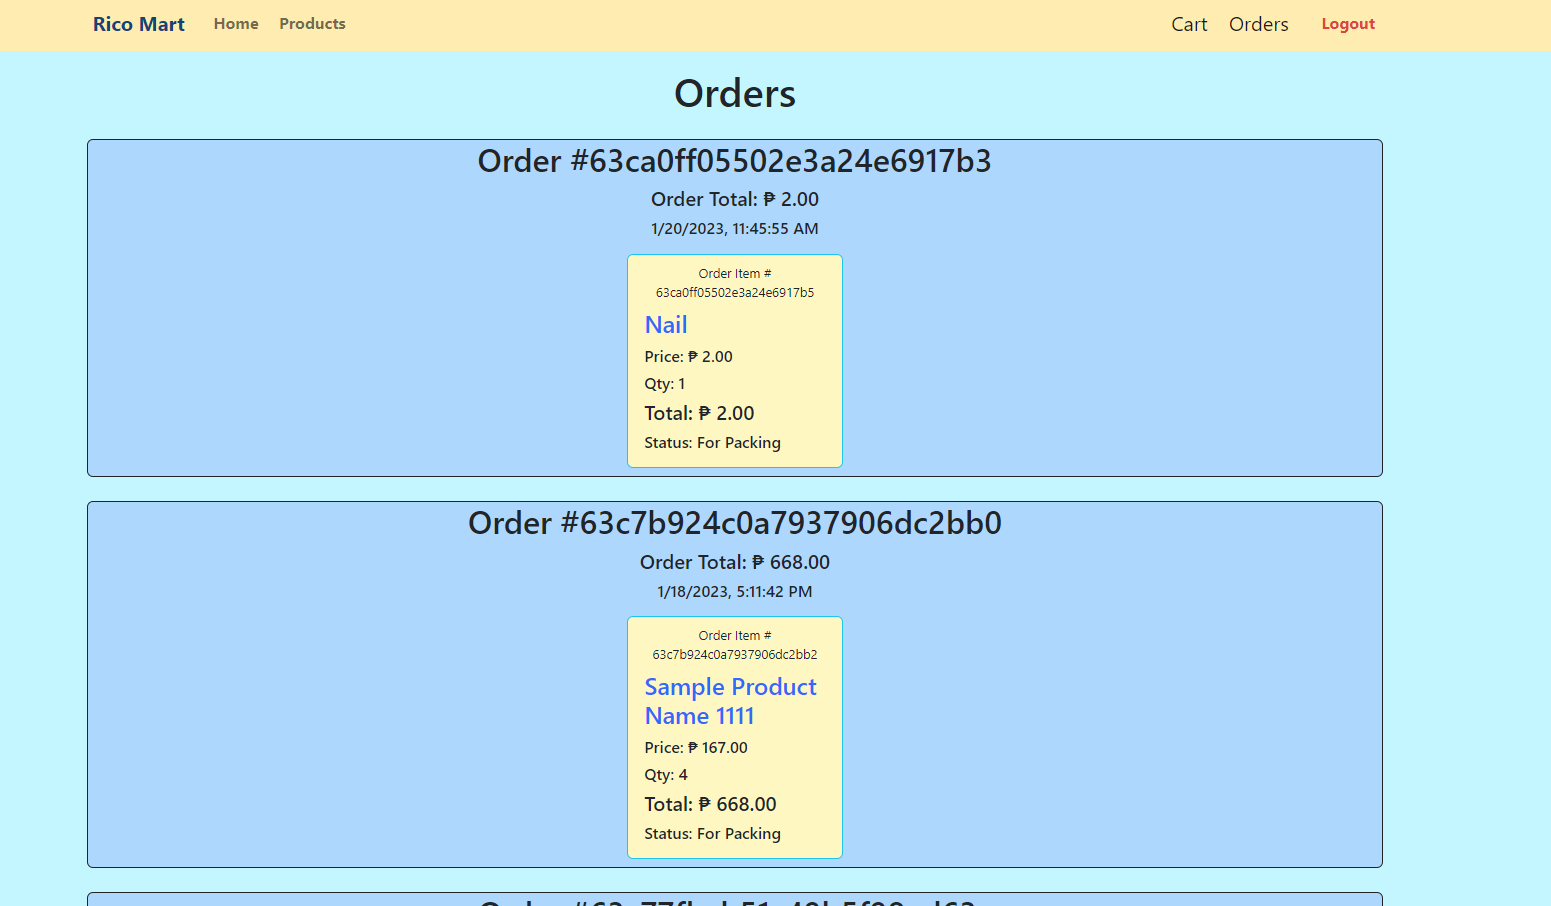 Rico Mart Home Products Cart Orders Logout
Orders
Order #63ca0ff05502e3a24e6917b3
Order Total: ₱ 2.00
1/20/2023, 11:45:55 AM
Order Item #
63ca0ff05502e3a24e6917b5
Nail
Price: ₱ 2.00
Qty: 1
Total: ₱ 2.00
Status: For Packing
Order #63c7b924c0a7937906dc2bb0
Order Total: ₱ 668.00
1/18/2023, 5:11:42 PM
Order Item #
63c7b924c0a7937906dc2bb2
Sample Product
Name 1111
Price: ₱ 167.00
Qty: 4
Total: ₱ 668.00
Status: For Packing
Order